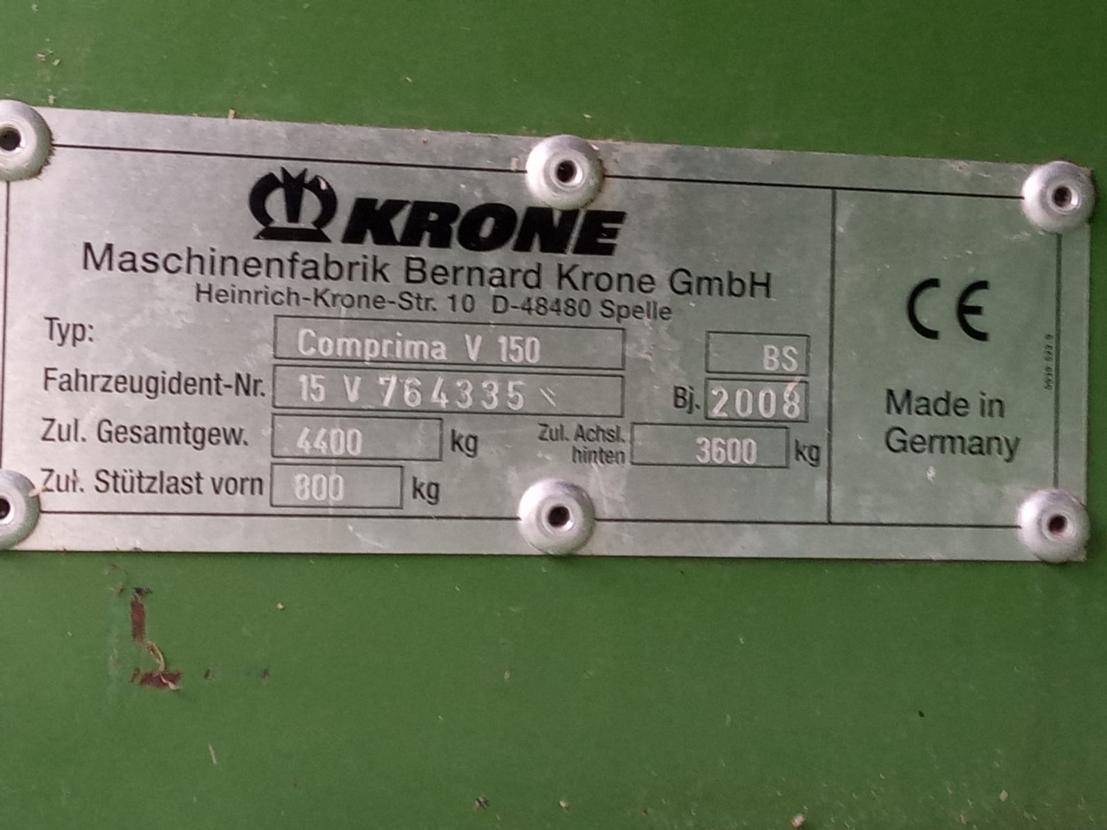 KRONE
Maschinenfabrik Bernard Krone GmbH
Heinrich-Krone-Str. 10 D-48480 Spelle
Typ: Comprima V 150 BS
Fahrzeugident-Nr. 15 V 764335 Bj. 2008
Zul. Gesamtgew. 4400 kg Zul. Achsl. hinten 3600 kg
Zul. Stützlast vorn 800 kg
CE
Made in
Germany